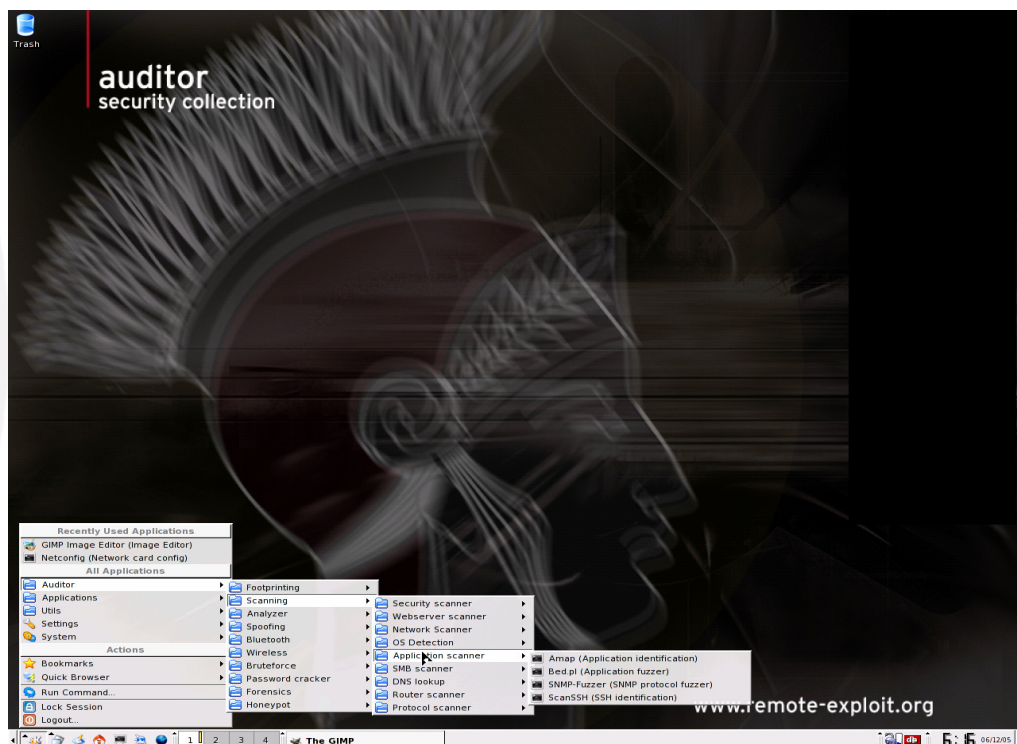 Trash
auditor
security collection
Recently Used Applications
GIMP Image Editor (Image Editor)
Netconfig (Network card config)
All Applications
Auditor
Applications
Utils
Settings
System
Actions
Bookmarks
Quick Browser
Run Command...
Lock Session
Logout...
Footprinting
Scanning
Analyzer
Spoofing
Bluetooth
Wireless
Bruteforce
Password cracker
Forensics
Honeypot
Security scanner
Webserver scanner
Network Scanner
OS Detection
Application scanner
SMB scanner
DNS lookup
Router scanner
Protocol scanner
Amap (Application identification)
Bed.pl (Application fuzzer)
SNMP-Fuzzer (SNMP protocol fuzzer)
ScanSSH (SSH identification)
www.remote-exploit.org
1 2 3 4
The GIMP
06/12/05